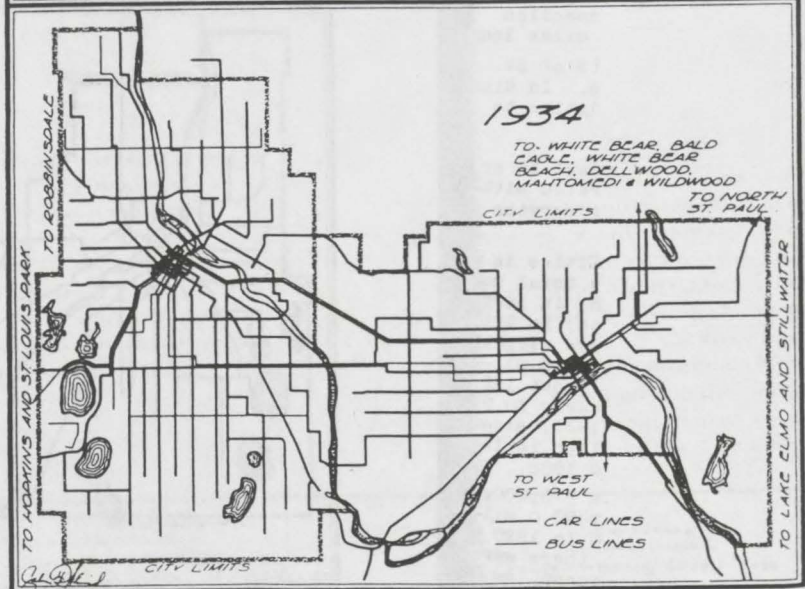 1934
TO. WHITE BEAR, BALD
EAGLE, WHITE BEAR
BEACH, DELLWOOD,
MAHTOMEDI & WILDWOOD
TO NORTH
ST. PAUL
CITY LIMITS
TO ROBBINSDALE
TO HOPKINS AND ST. LOUIS PARK
TO LAKE ELMO AND STILLWATER
TO WEST
ST. PAUL
CAR LINES
BUS LINES
CITY LIMITS